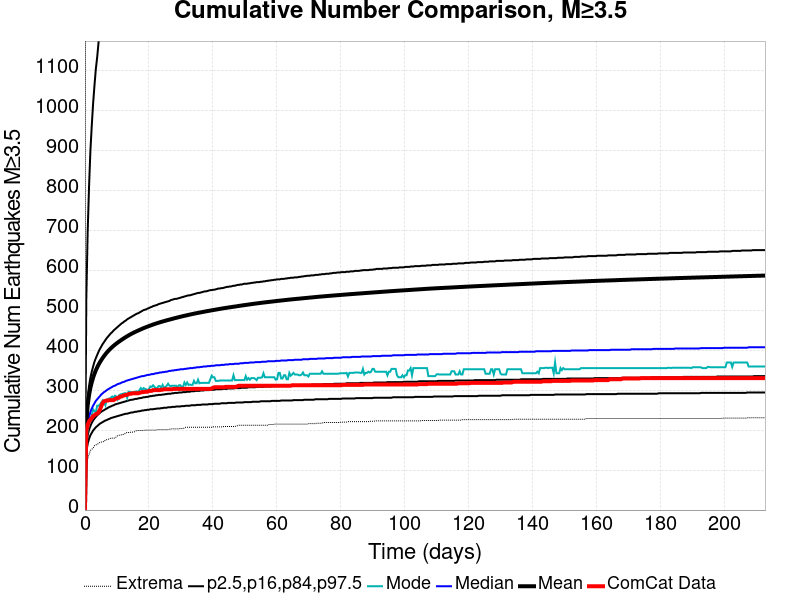 Cumulative Number Comparison, M≥3.5
Cumulative Num Earthquakes M≥3.5
1100
1000
900
800
700
600
500
400
300
200
100
0
0 20 40 60 80 100 120 140 160 180 200
Time (days)
Extrema p2.5,p16,p84,p97.5 Mode Median Mean ComCat Data